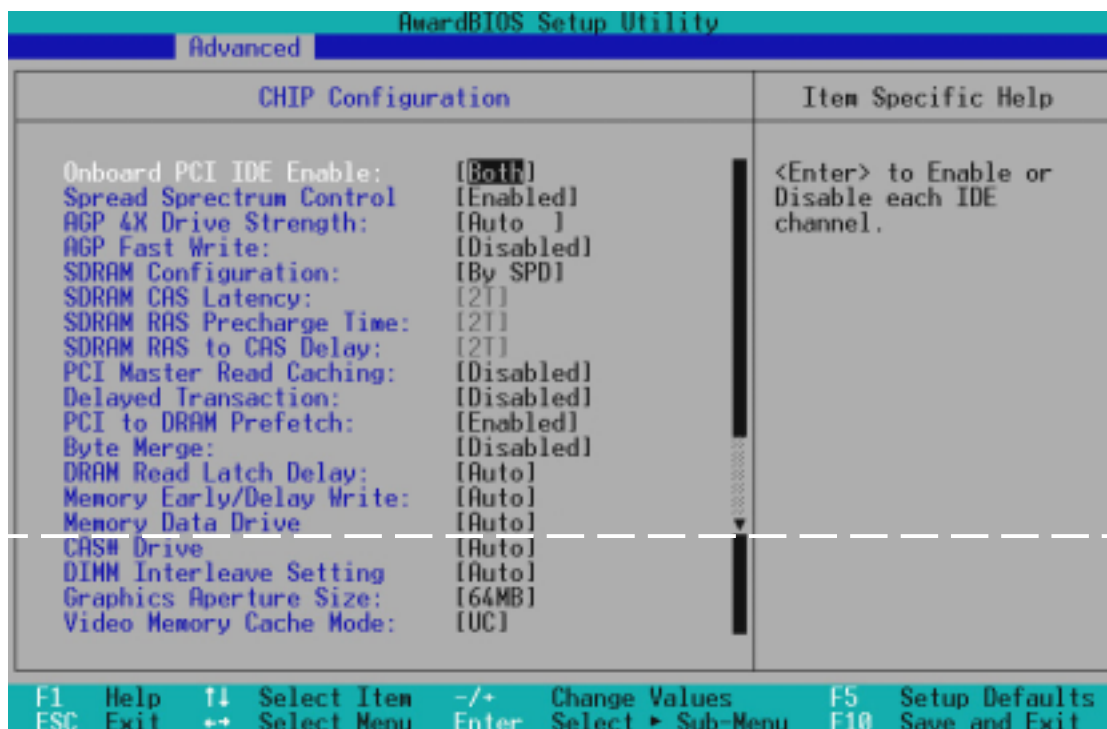 AwardBIOS Setup Utility
Advanced
CHIP Configuration
Item Specific Help
Onboard PCI IDE Enable: [Both]
Spread Sprectrum Control [Enabled]
AGP 4X Drive Strength: [Auto ]
AGP Fast Write: [Disabled]
SDRAM Configuration: [By SPD]
SDRAM CAS Latency: [2T]
SDRAM RAS Precharge Time: [2T]
SDRAM RAS to CAS Delay: [2T]
PCI Master Read Caching: [Disabled]
Delayed Transaction: [Disabled]
PCI to DRAM Prefetch: [Enabled]
Byte Merge: [Disabled]
DRAM Read Latch Delay: [Auto]
Memory Early/Delay Write: [Auto]
Memory Data Drive [Auto]
CAS# Drive [Auto]
DIMN Interleave Setting [Auto]
Graphics Aperture Size: [64MB]
Video Memory Cache Mode: [UC]
<Enter> to Enable or
Disable each IDE
channel.
F1 Help ↑↓ Select Item -/+ Change Values F5 Setup Defaults
ESC Exit ←→ Select Menu Enter Select ► Sub-Menu F10 Save and Exit